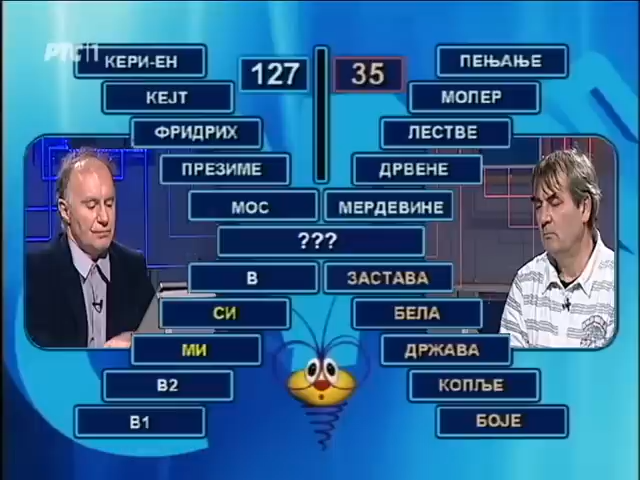 РТС|1
КЕРИ-ЕН 127 35 ПЕЊАЊЕ
КЕЈТ МОПЕР
ФРИДРИХ ЛЕСТВЕ
ПРЕЗИМЕ ДРВЕНЕ
МОС МЕРДЕВИНЕ
???
В ЗАСТАВА
СИ БЕЛА
МИ ДРЖАВА
В2 КОПЉЕ
В1 БОЈЕ